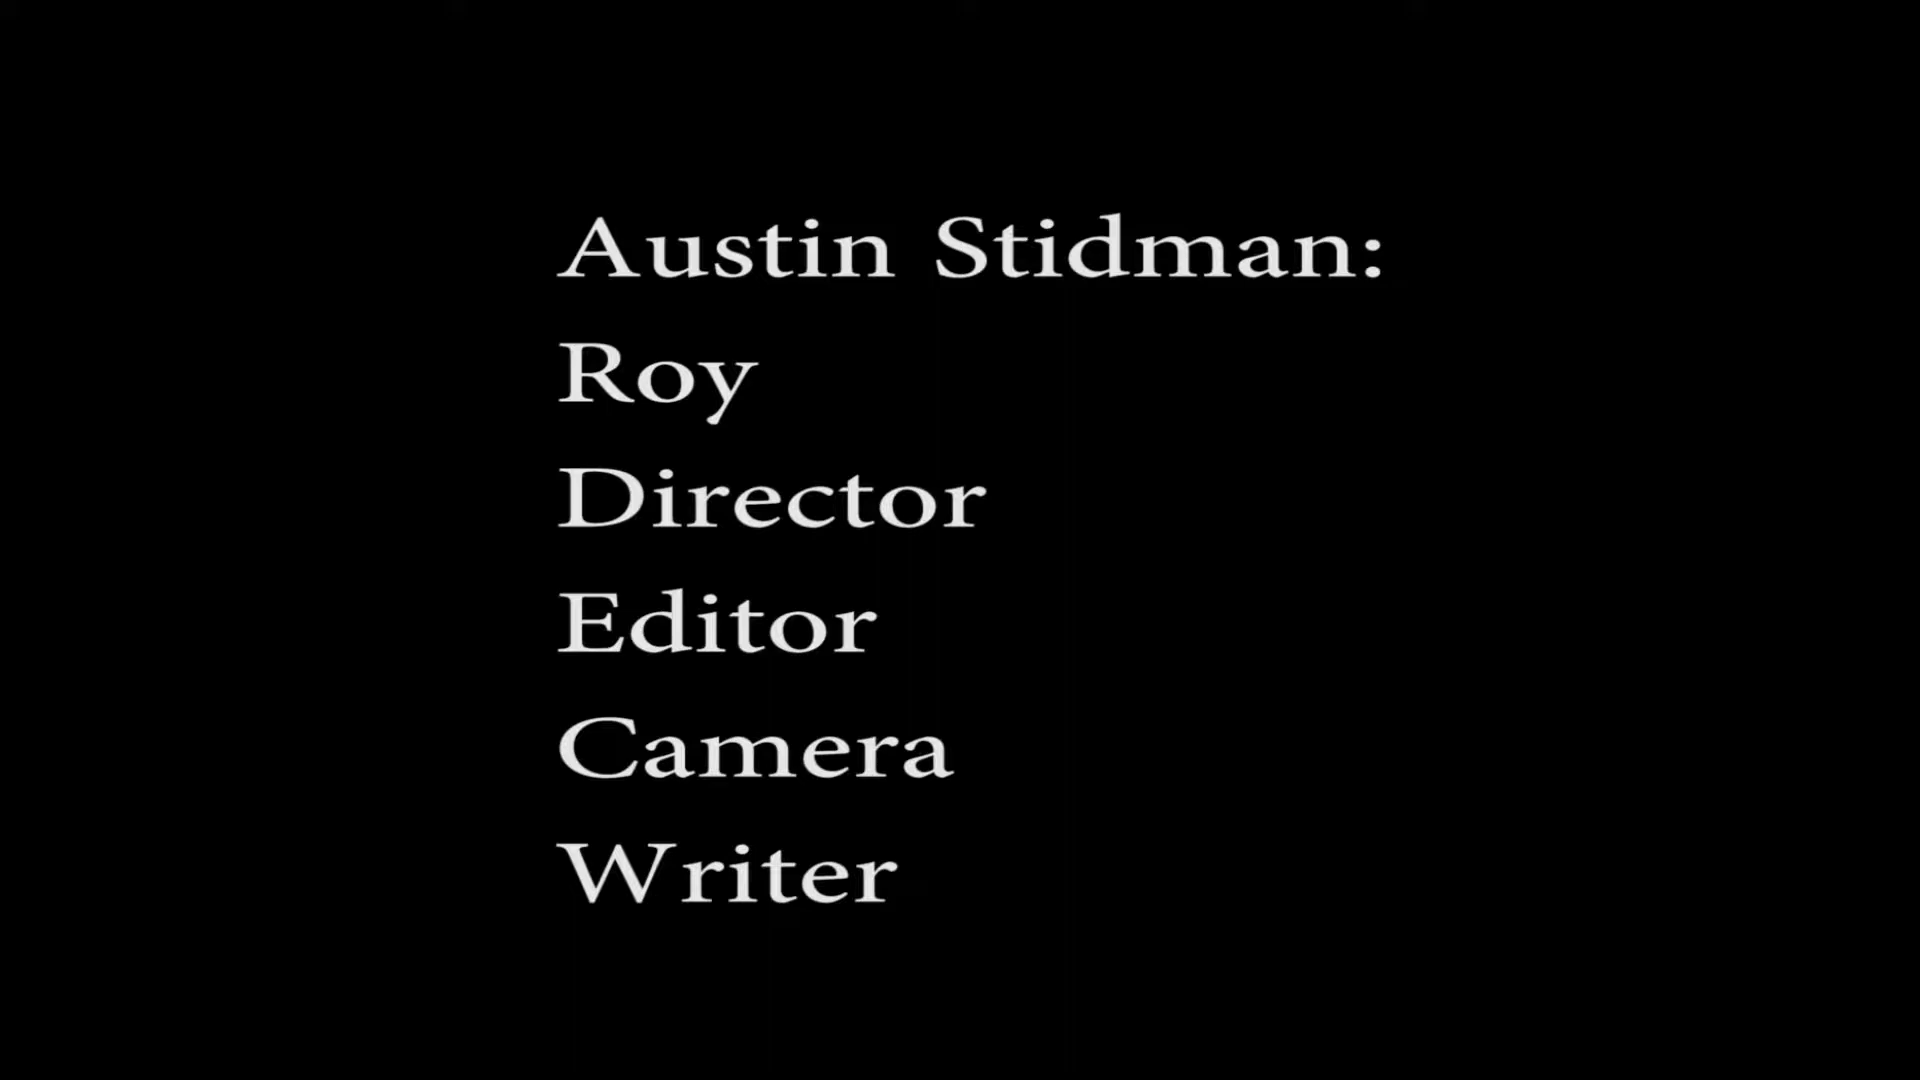 Austin Stidman:
Roy
Director
Editor
Camera
Writer